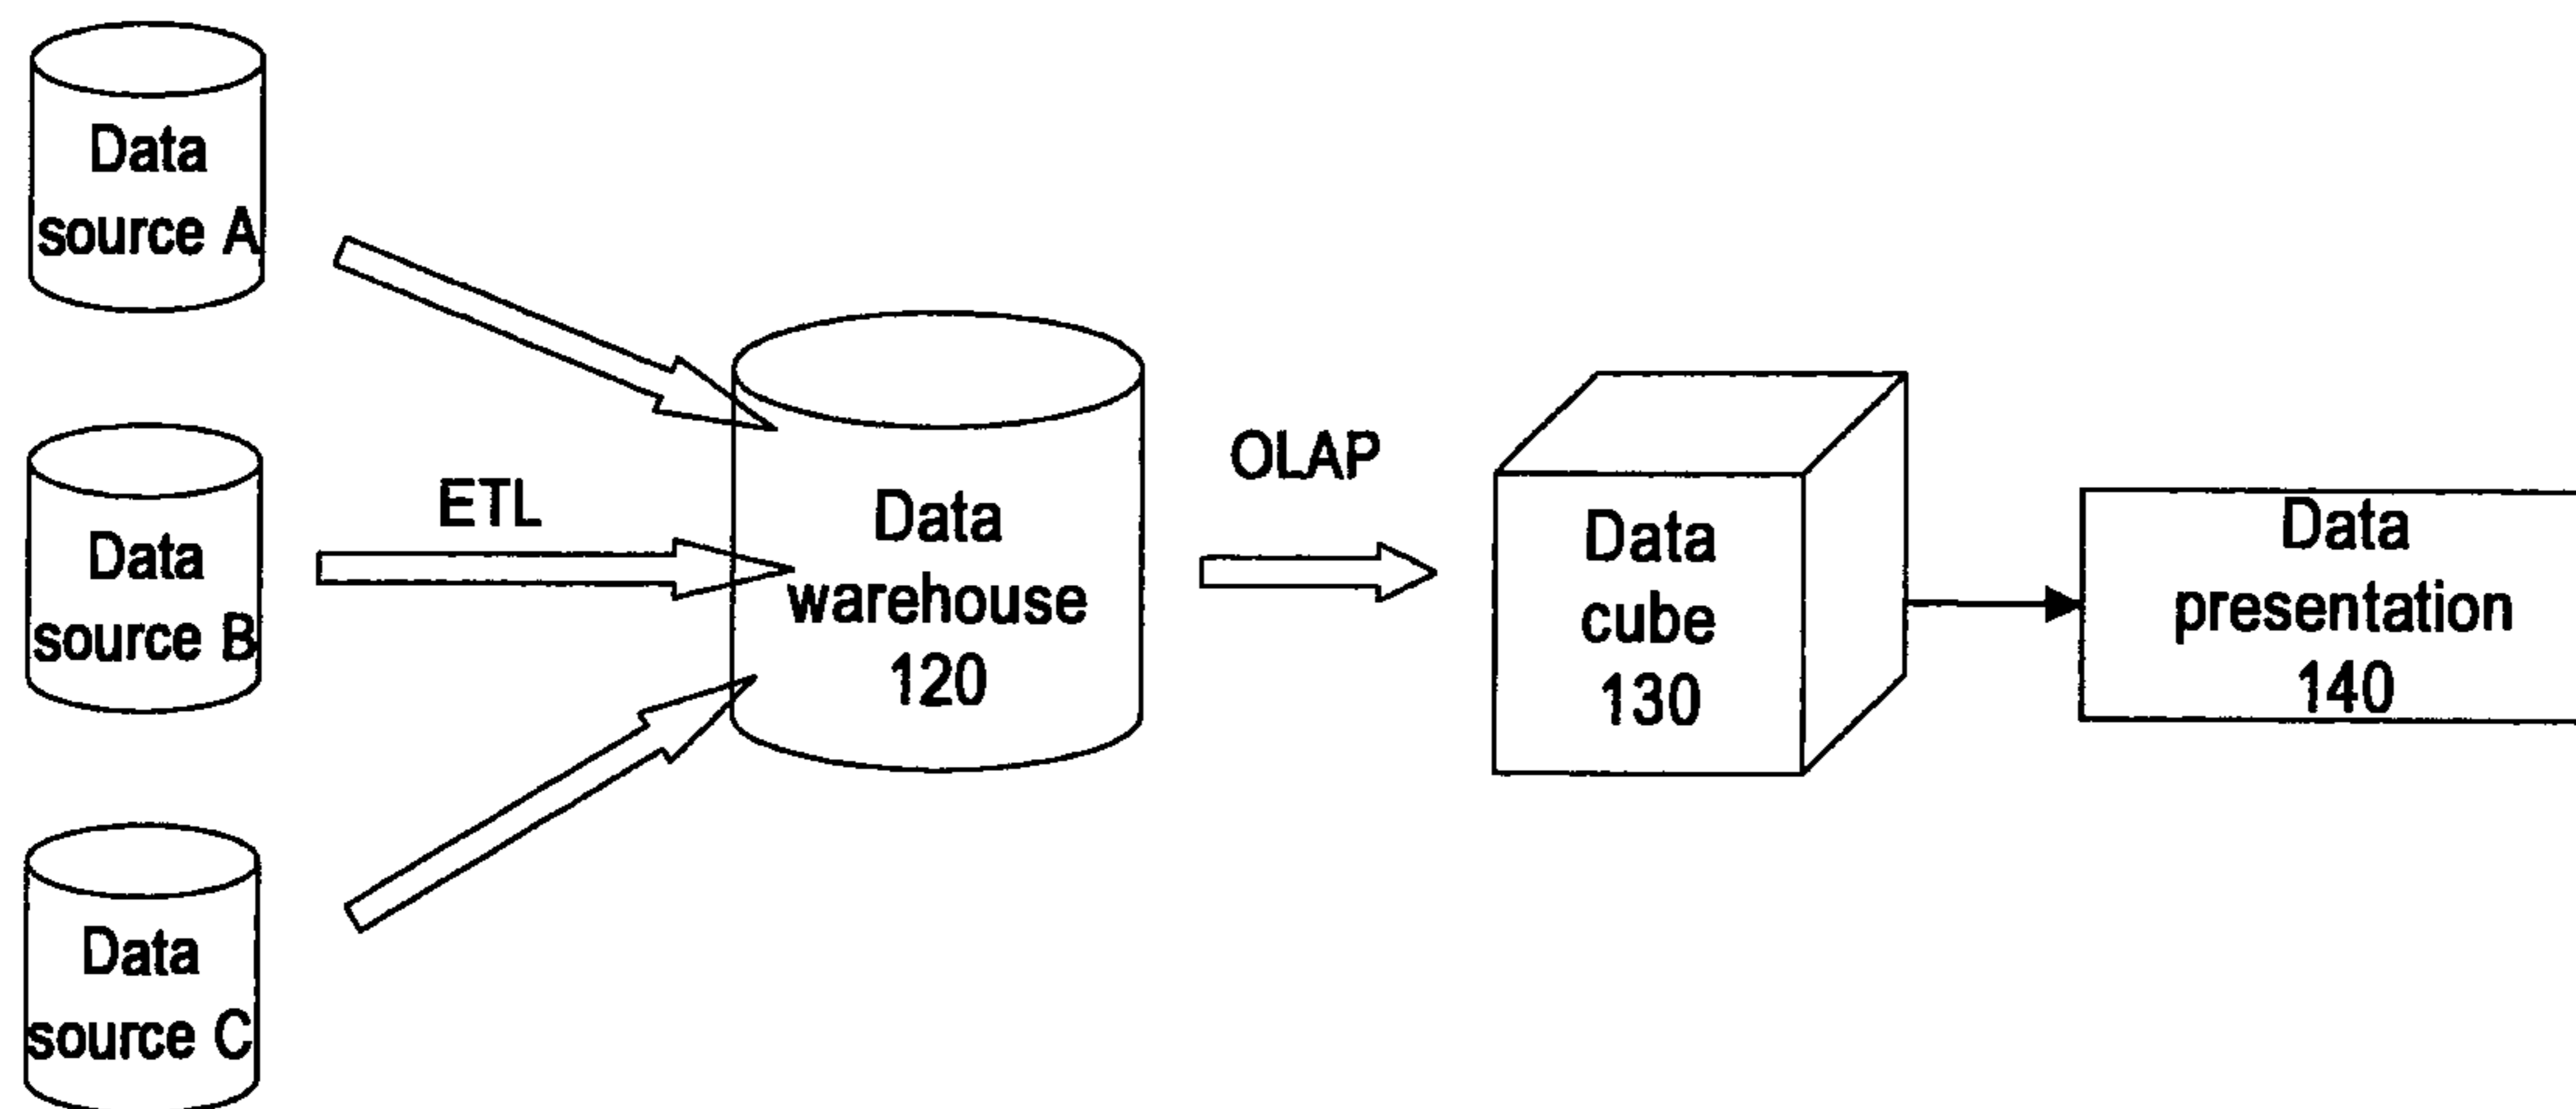 Data
source A
Data
source B
Data
source C
ETL
Data
warehouse
120
OLAP
Data
cube
130
Data
presentation
140